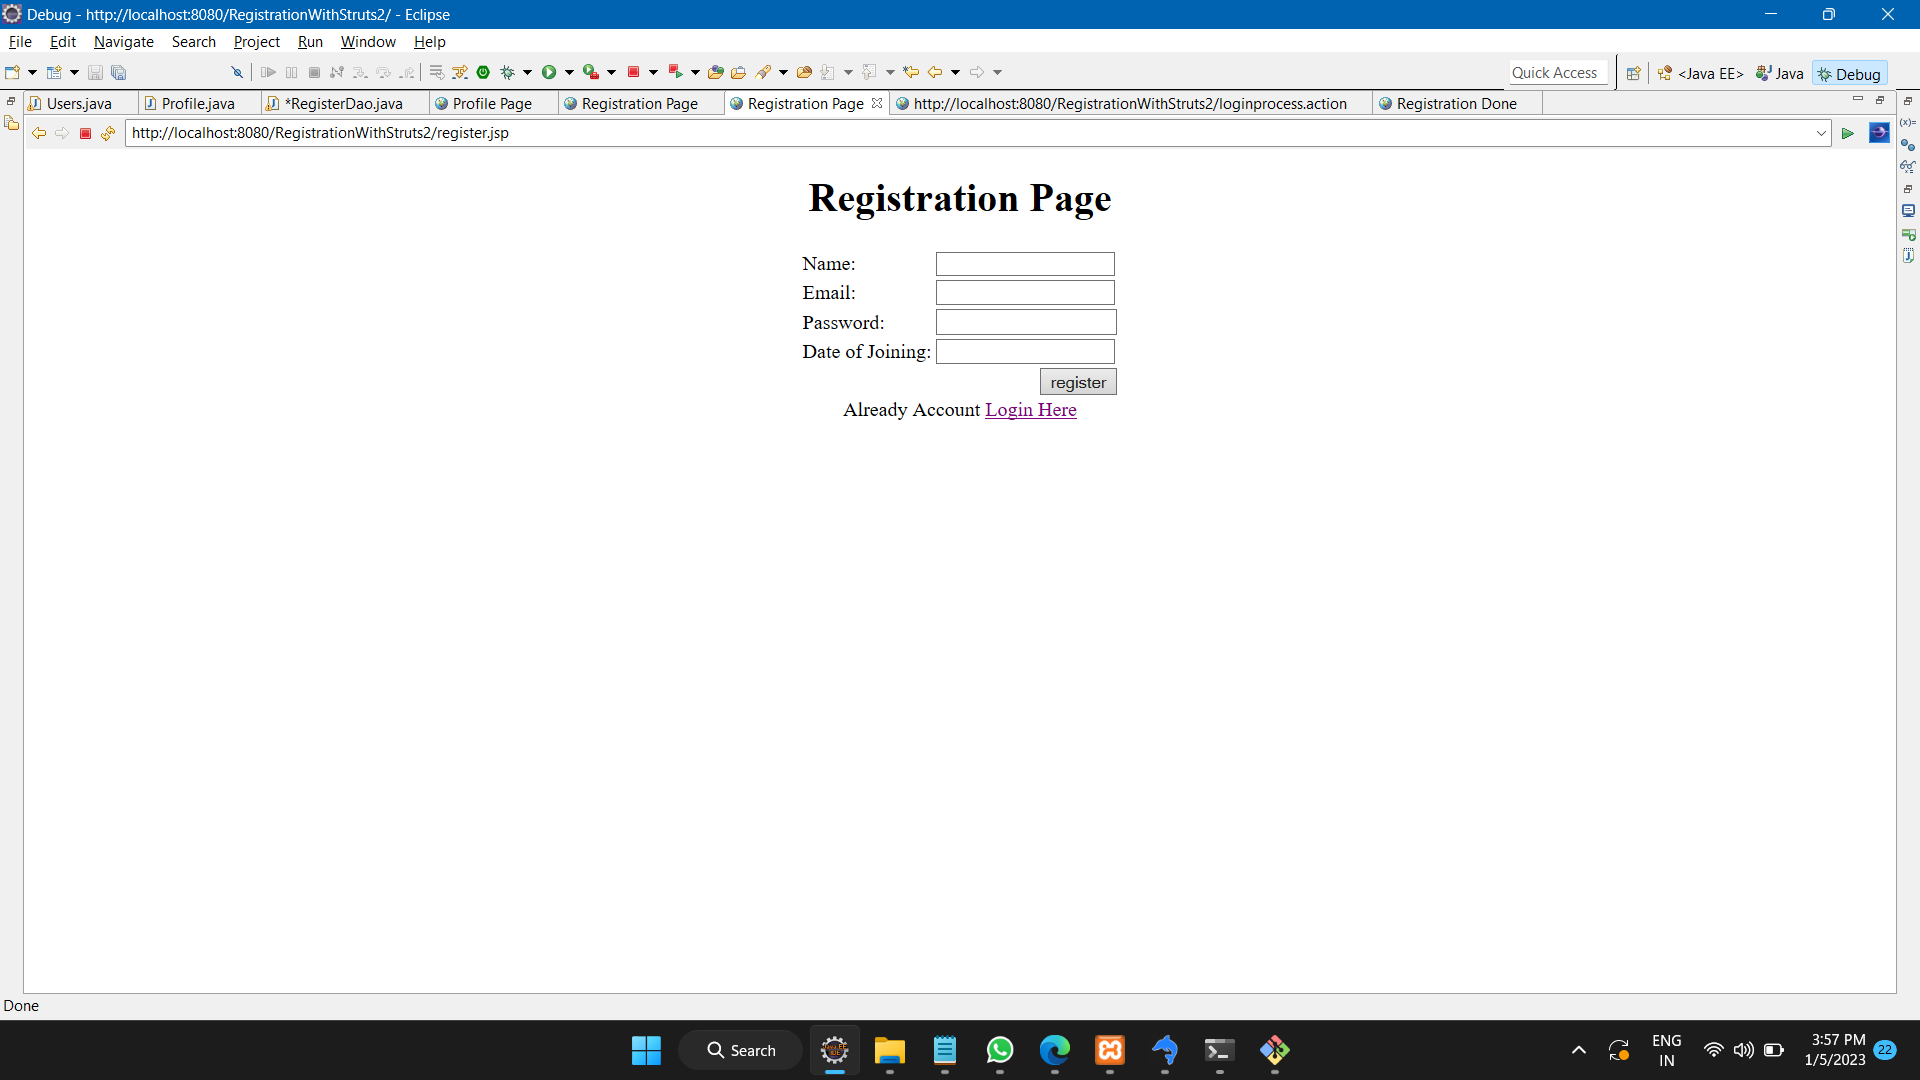 Debug - http://localhost:8080/RegistrationWithStruts2/ - Eclipse
File Edit Navigate Search Project Run Window Help
Quick Access <Java EE> Java Debug
Users.java Profile.java *RegisterDao.java Profile Page Registration Page Registration Page http://localhost:8080/RegistrationWithStruts2/loginprocess.action Registration Done
http://localhost:8080/RegistrationWithStruts2/register.jsp
Registration Page
Name:
Email:
Password:
Date of Joining:
register
Already Account Login Here
Done
Search
ENG
IN
3:57 PM
1/5/2023
22